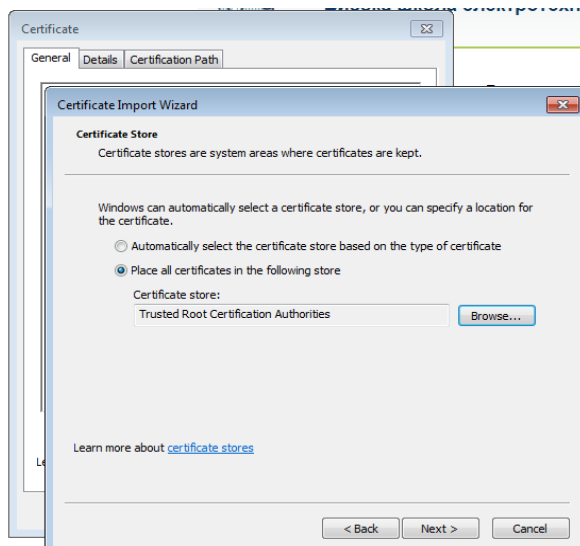 Certificate
General
Details
Certification Path
Certificate Import Wizard
Certificate Store
Certificate stores are system areas where certificates are kept.
Windows can automatically select a certificate store, or you can specify a location for
the certificate.
Automatically select the certificate store based on the type of certificate
Place all certificates in the following store
Certificate store:
Trusted Root Certification Authorities
Browse...
Learn more about certificate stores
< Back
Next >
Cancel